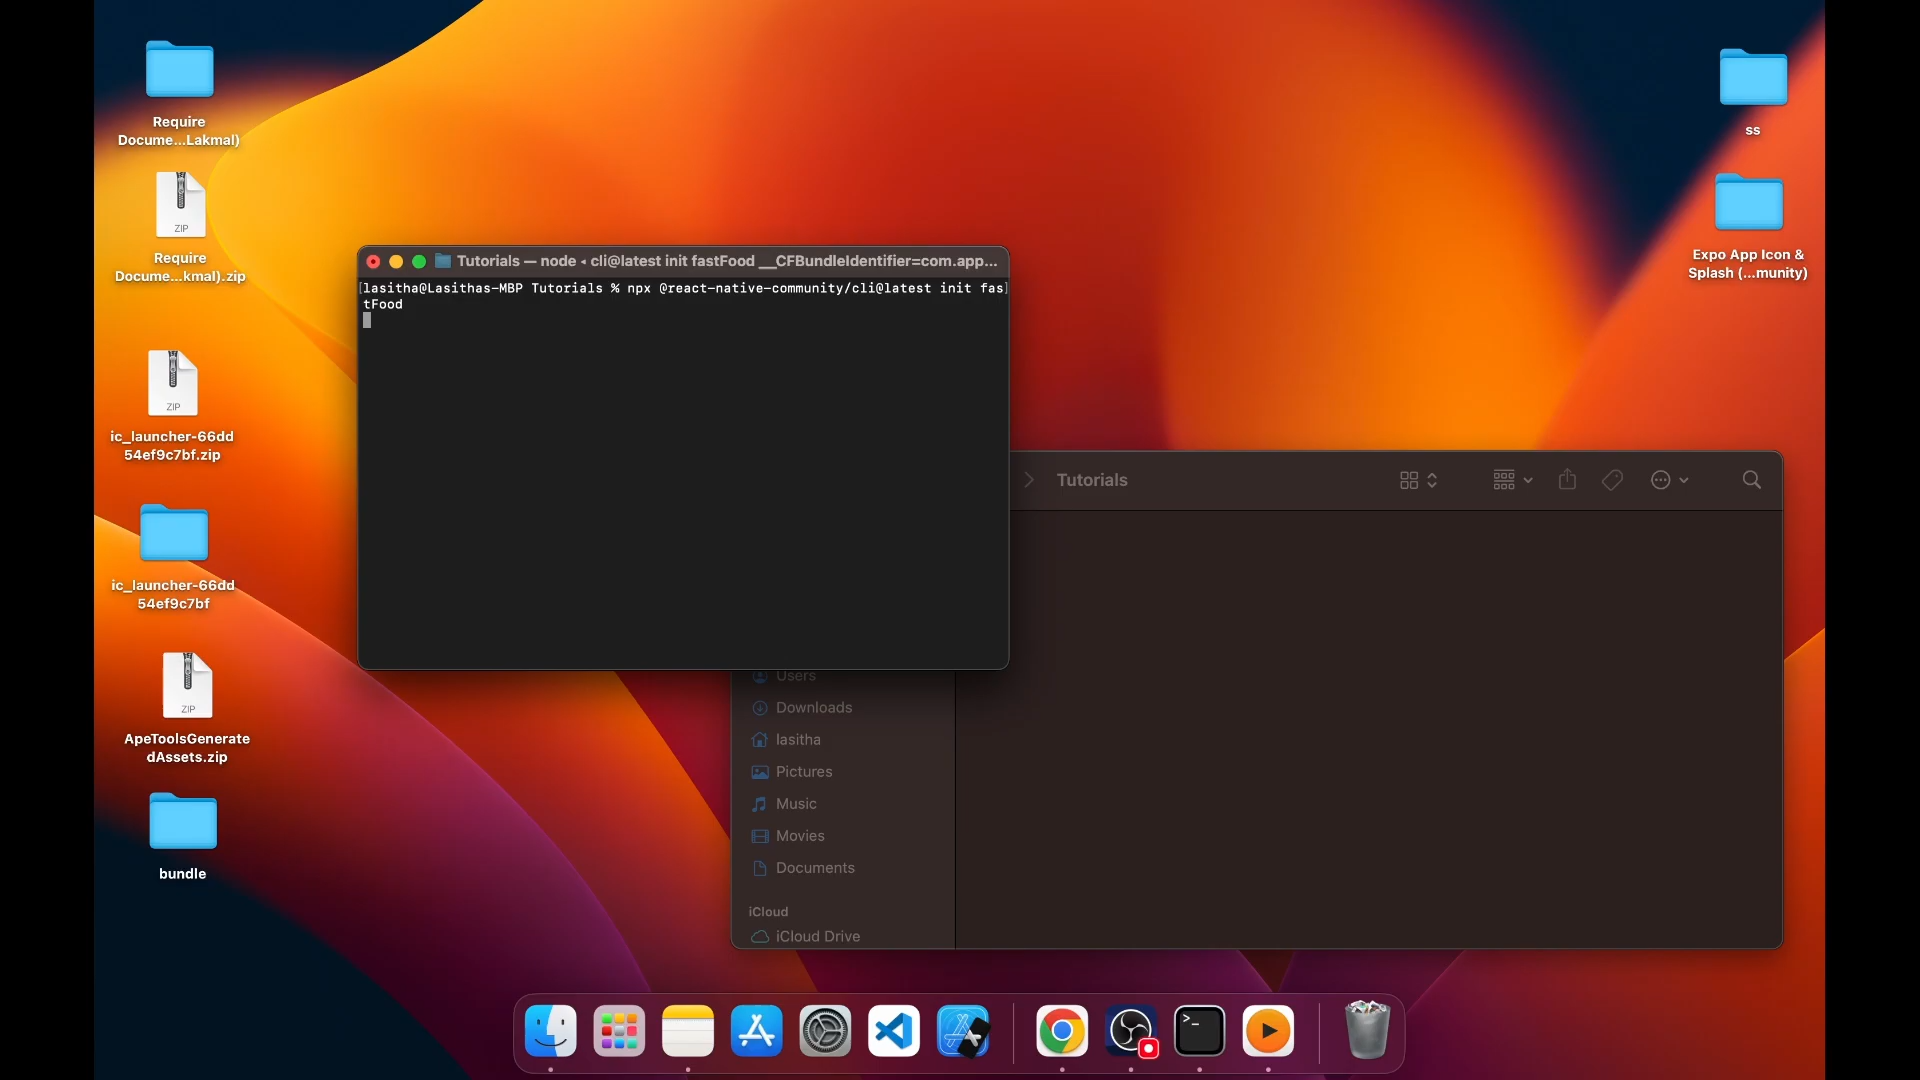 Require
Docume...Lakmal)
ZIP
Require
Docume...kmal).zip
ZIP
ic_launcher-66dd
54ef9c7bf.zip
ic_launcher-66dd
54ef9c7bf
ZIP
ApeToolsGenerate
dAssets.zip
bundle
ss
Expo App Icon &
Splash (...munity)
Tutorials — node ◂ cli@latest init fastFood __CFBundleIdentifier=com.app...
[lasitha@Lasithas-MBP Tutorials % npx @react-native-community/cli@latest init fas]
tFood
Tutorials
Users
Downloads
lasitha
Pictures
Music
Movies
Documents
iCloud
iCloud Drive
>_